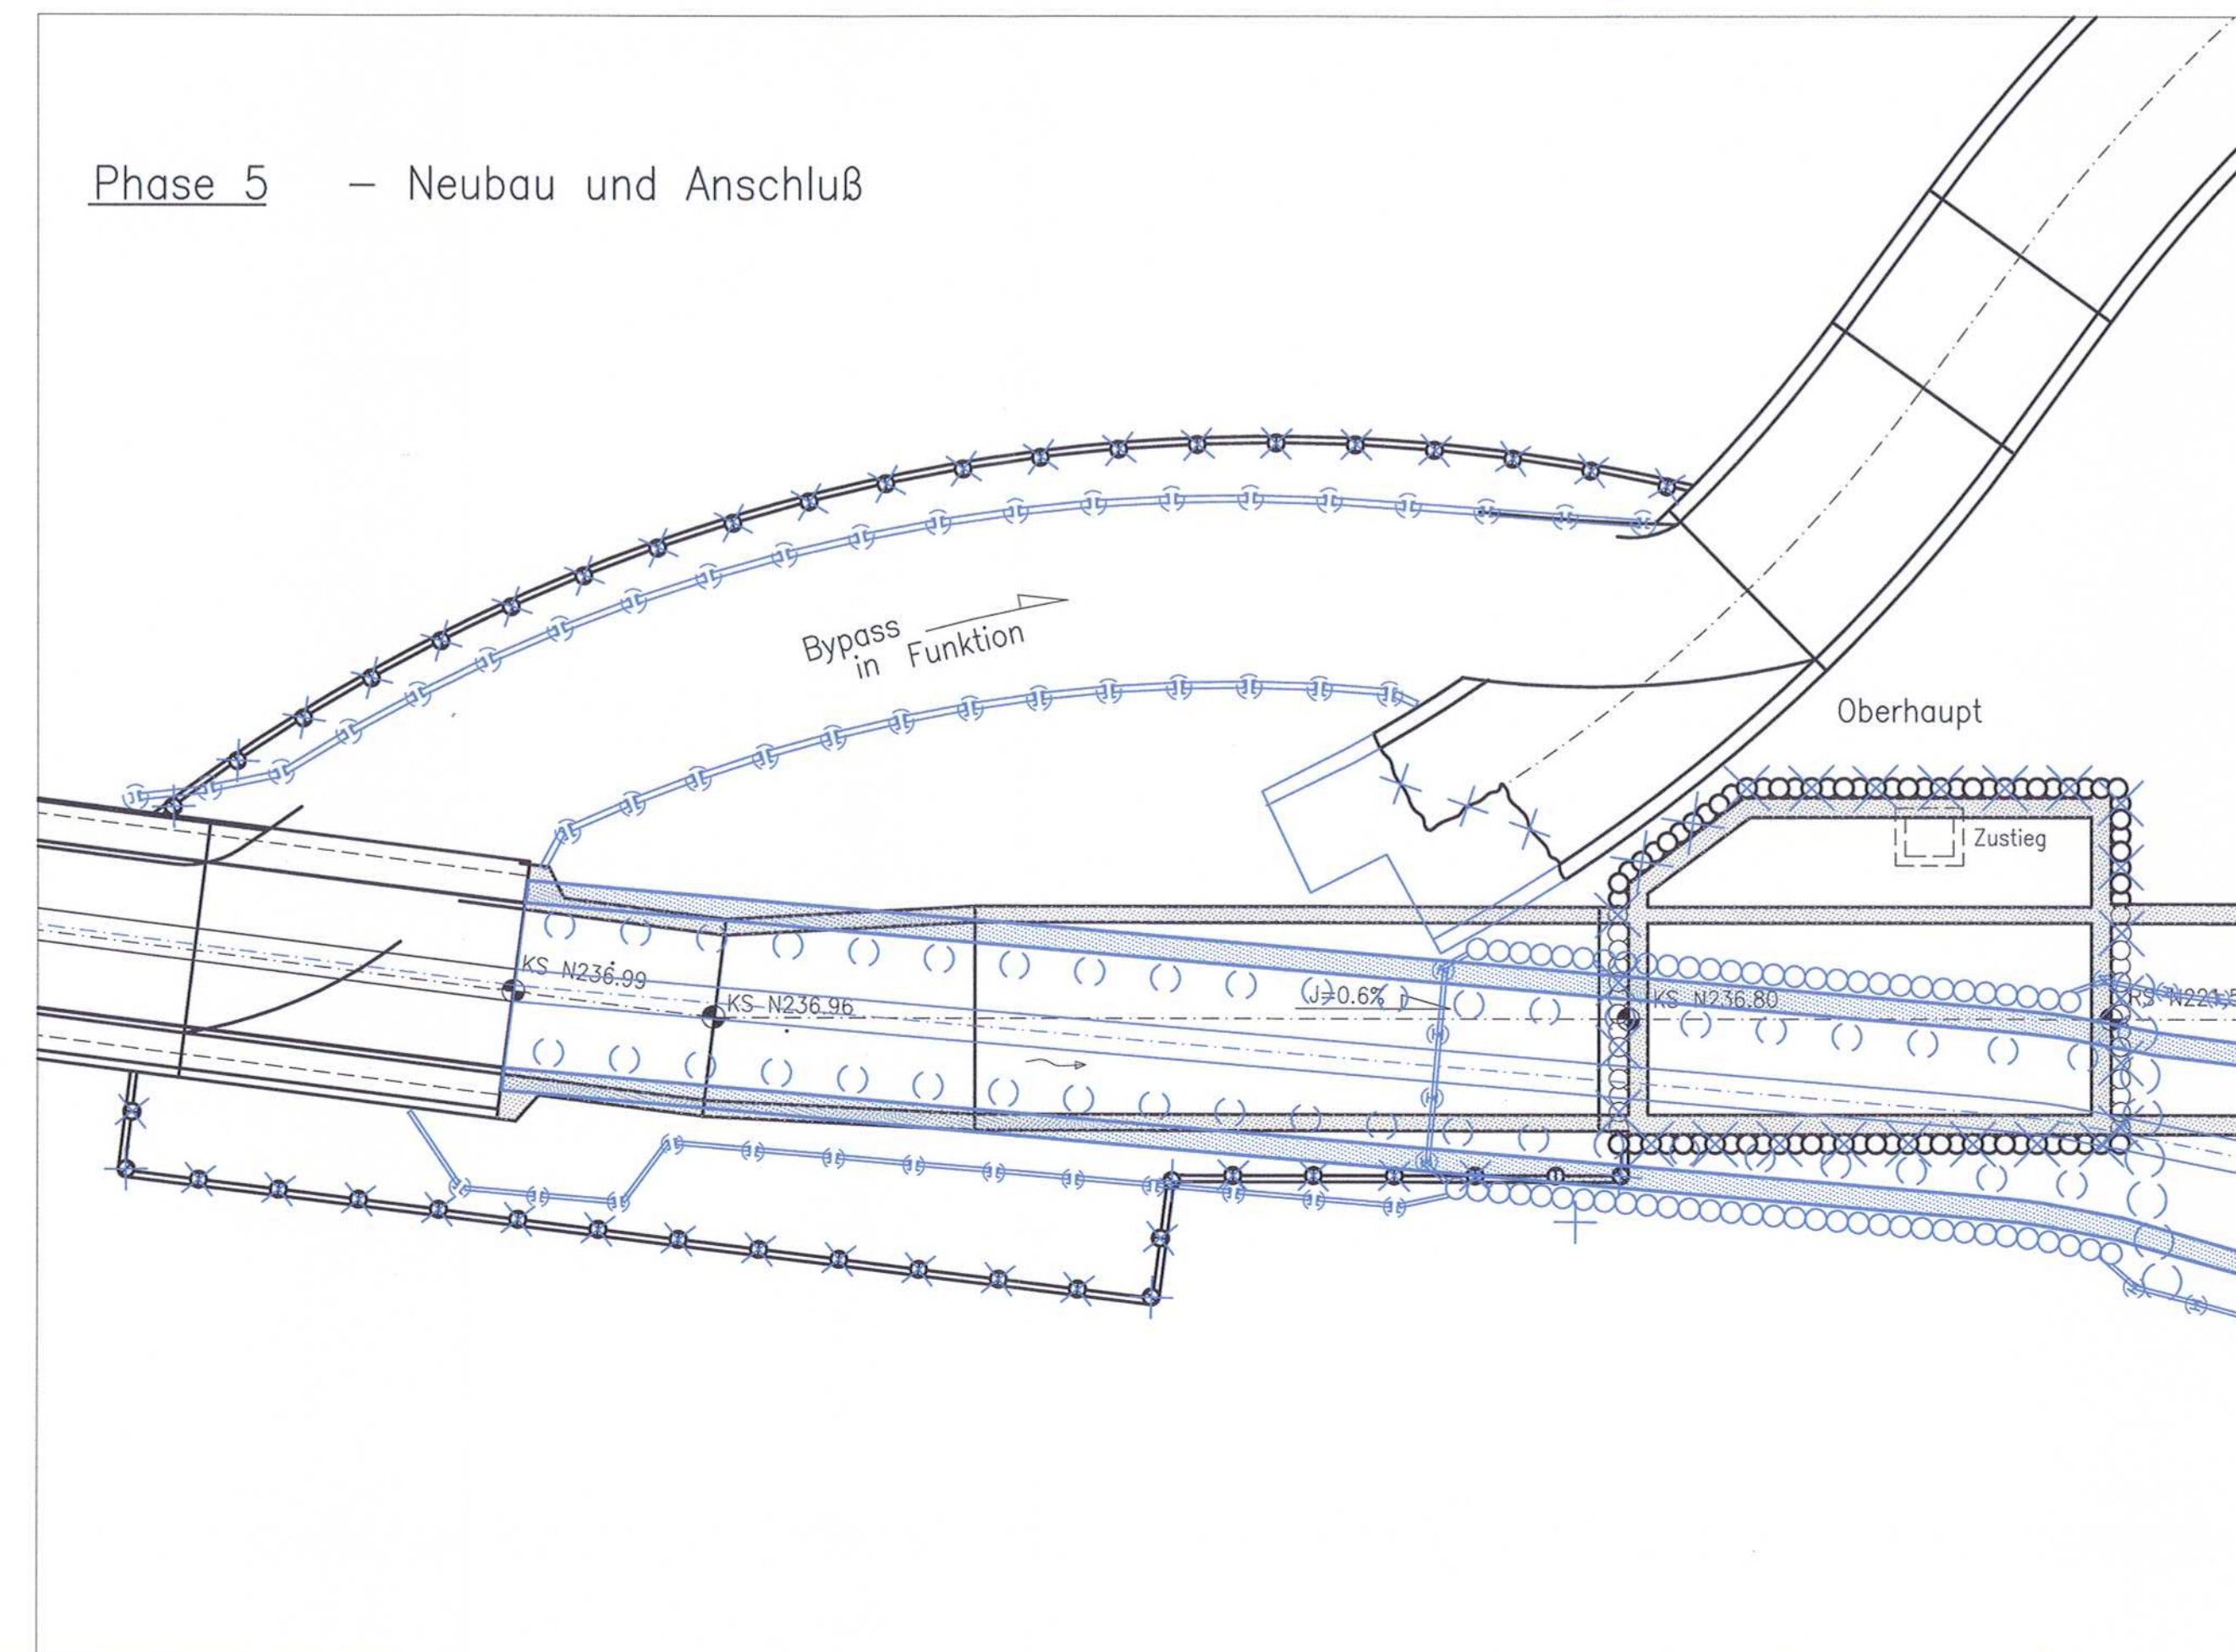 Phase 5 – Neubau und Anschluß
Bypass
in Funktion
Oberhaupt
Zustieg
KS N236.99
KS N236.96
J=0.6%
KS N236.80